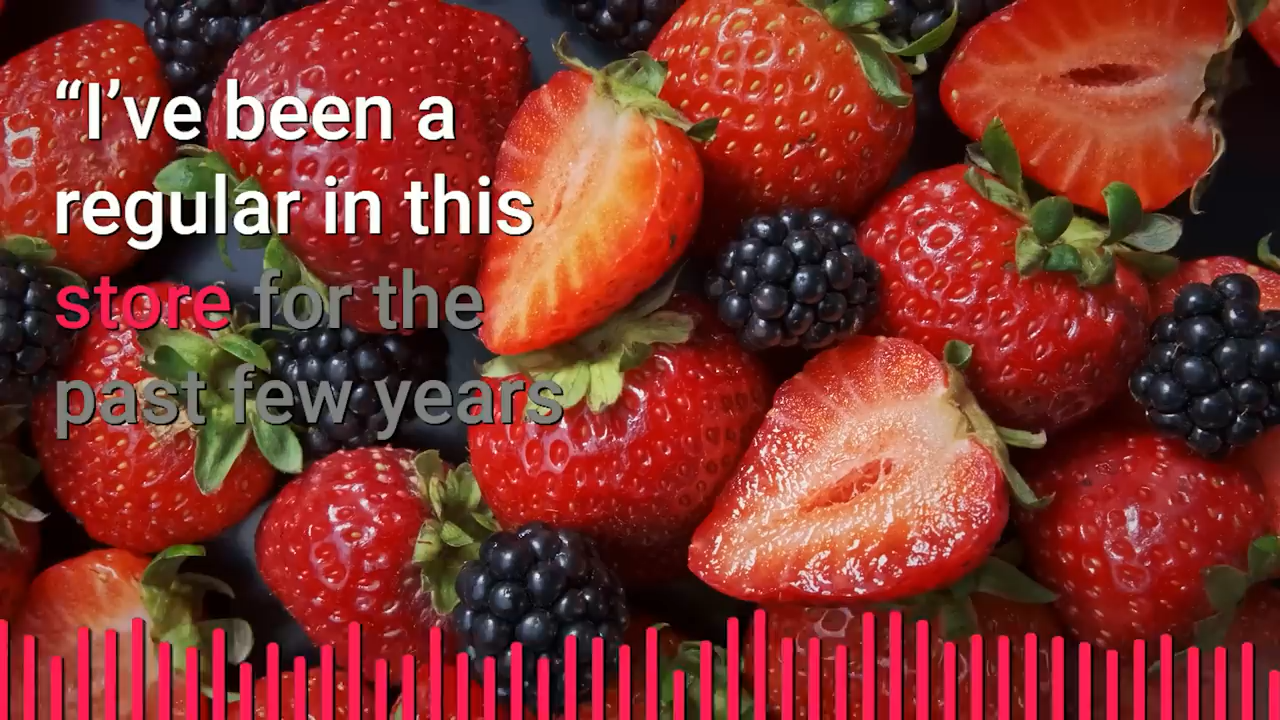 “I’ve been a
regular in this
store for the
past few years